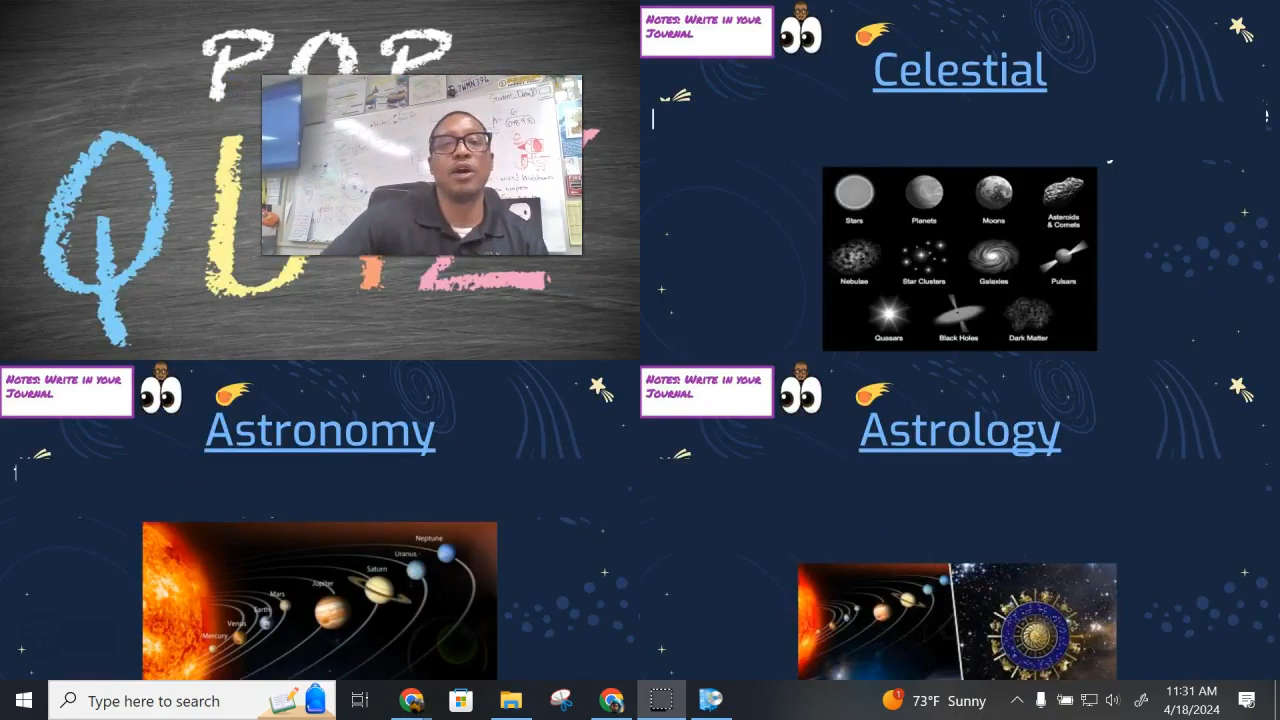 POP
QUIZ
NOTES: WRITE IN YOUR
JOURNAL
Celestial
Stars
Planets
Moons
Asteroids
& Comets
Nebulae
Star Clusters
Galaxies
Pulsars
Quasars
Black Holes
Dark Matter
NOTES: WRITE IN YOUR
JOURNAL
Astronomy
Neptune
Uranus
Saturn
Jupiter
Mars
Earth
Venus
Mercury
NOTES: WRITE IN YOUR
JOURNAL
Astrology
Type here to search
1
73°F Sunny
1:31 AM
4/18/2024